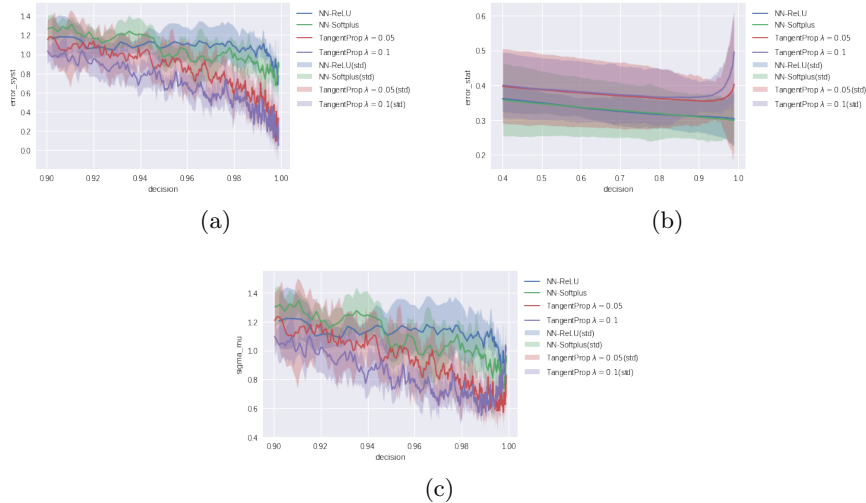 1.4
1.2
1.0
0.8
0.6
0.4
0.2
0.0
error_syst
0.90
0.92
0.94
0.96
0.98
1.00
decision
NN-ReLU
NN-Softplus
TangentProp λ = 0.05
TangentProp λ = 0.1
NN-ReLU(std)
NN-Softplus(std)
TangentProp λ = 0.05(std)
TangentProp λ = 0.1(std)
(a)
0.6
0.5
0.4
0.3
0.2
error_stat
0.4
0.5
0.6
0.7
0.8
0.9
1.0
decision
NN-ReLU
NN-Softplus
TangentProp λ = 0.05
TangentProp λ = 0.1
NN-ReLU(std)
NN-Softplus(std)
TangentProp λ = 0.05(std)
TangentProp λ = 0.1(std)
(b)
1.4
1.2
1.0
0.8
0.6
0.4
sigma_mu
0.90
0.92
0.94
0.96
0.98
1.00
decision
NN-ReLU
NN-Softplus
TangentProp λ = 0.05
TangentProp λ = 0.1
NN-ReLU(std)
NN-Softplus(std)
TangentProp λ = 0.05(std)
TangentProp λ = 0.1(std)
(c)